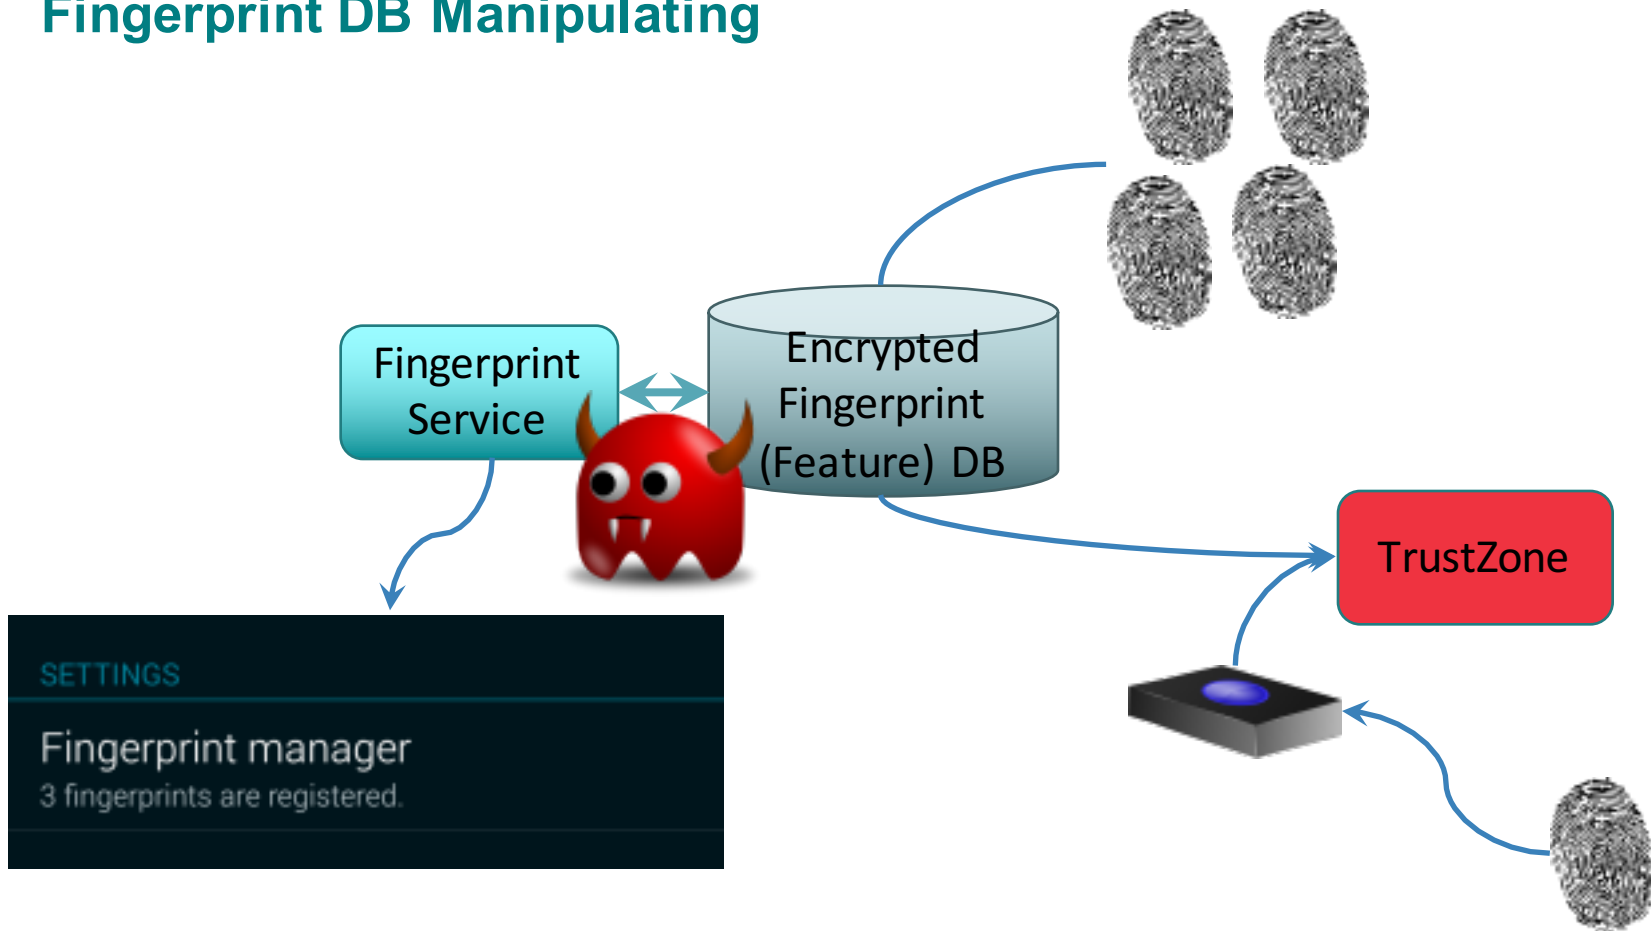 Fingerprint DB Manipulating
Fingerprint
Service
Encrypted
Fingerprint
(Feature) DB
TrustZone
SETTINGS
Fingerprint manager
3 fingerprints are registered.